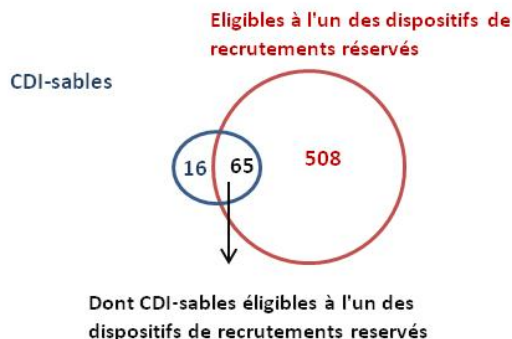 Eligibles à l'un des dispositifs de
recrutements réservés
CDI-sables
16
65
508
Dont CDI-sables éligibles à l'un des
dispositifs de recrutements reservés